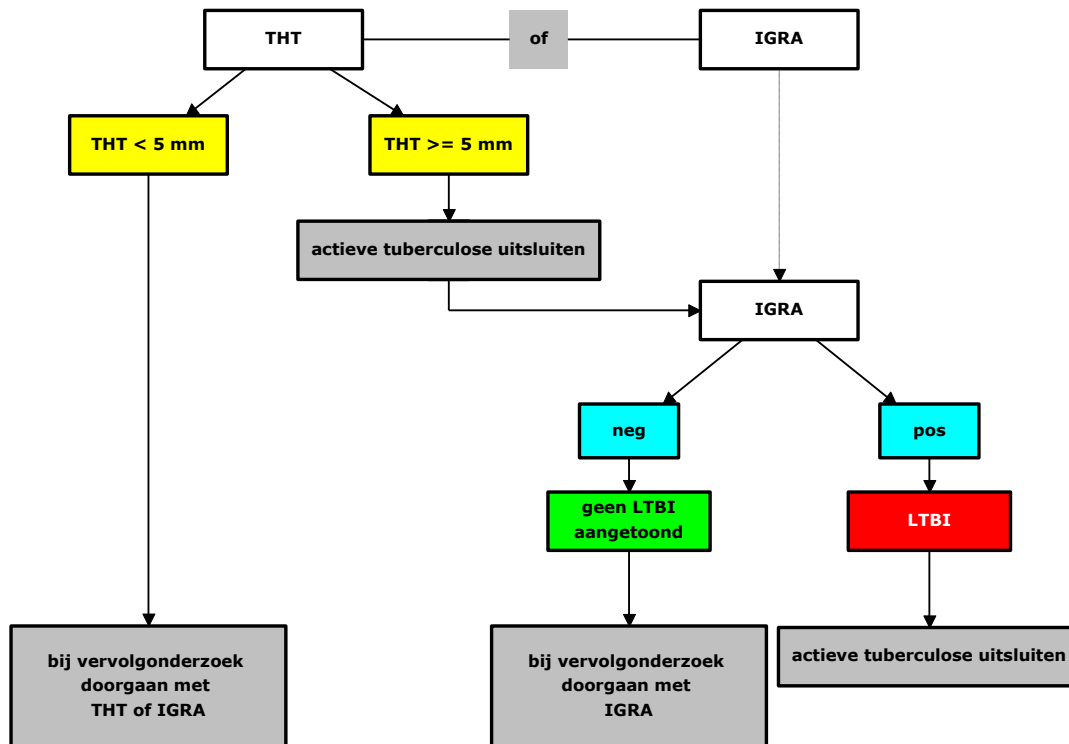 THT
of
IGRA
THT < 5 mm
THT >= 5 mm
actieve tuberculose uitsluiten
IGRA
neg
pos
geen LTBI
aangetoond
LTBI
bij vervolgonderzoek
doorgaan met
THT of IGRA
bij vervolgonderzoek
doorgaan met
IGRA
actieve tuberculose uitsluiten